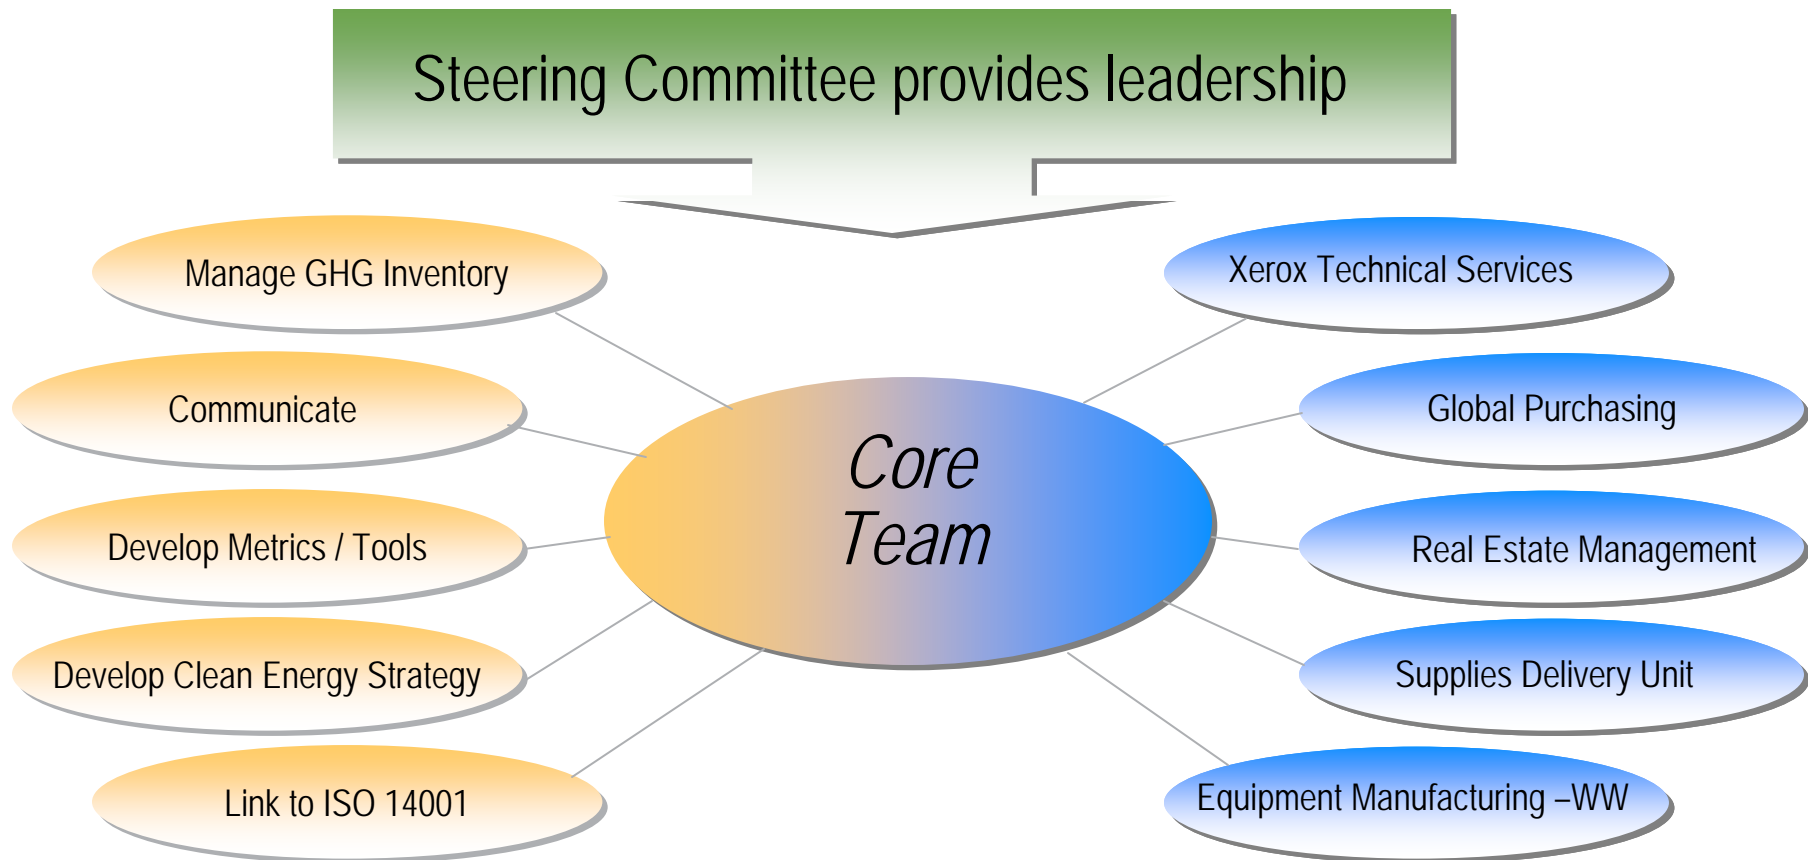 Steering Committee provides leadership
Manage GHG Inventory
Communicate
Develop Metrics / Tools
Develop Clean Energy Strategy
Link to ISO 14001
Core
Team
Xerox Technical Services
Global Purchasing
Real Estate Management
Supplies Delivery Unit
Equipment Manufacturing –WW